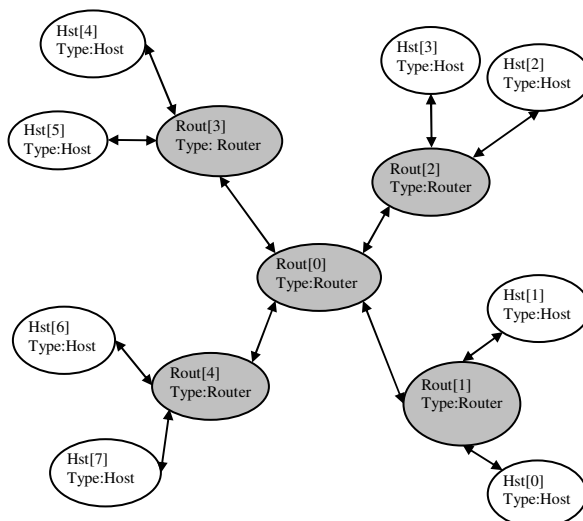 Hst[4]
Type:Host
Hst[3]
Type:Host
Hst[2]
Type:Host
Hst[5]
Type:Host
Rout[3]
Type: Router
Rout[2]
Type:Router
Rout[0]
Type:Router
Hst[1]
Type:Host
Hst[6]
Type:Host
Rout[4]
Type:Router
Rout[1]
Type:Router
Hst[7]
Type:Host
Hst[0]
Type:Host